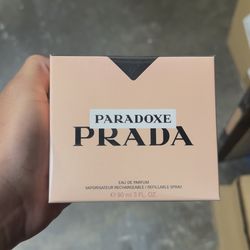 PARADOXE
PRADA
EAU DE PARFUM
VAPORISATEUR RECHARGEABLE / REFILLABLE SPRAY
℮ 90 ml 3 FL. OZ.